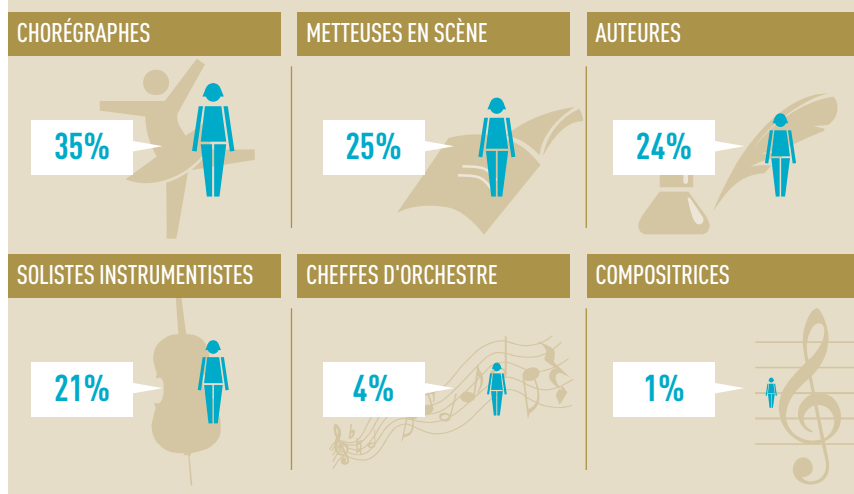 CHORÉGRAPHES
METTEUSES EN SCÈNE
AUTEURES
35%
25%
24%
SOLISTES INSTRUMENTISTES
CHEFFES D'ORCHESTRE
COMPOSITRICES
21%
4%
1%